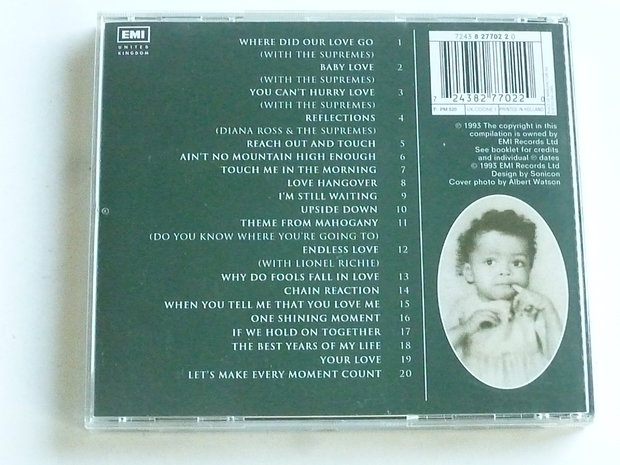 EMI
UNITED
KINGDOM
WHERE DID OUR LOVE GO 1
(WITH THE SUPREMES)
BABY LOVE 2
(WITH THE SUPREMES)
YOU CAN'T HURRY LOVE 3
(WITH THE SUPREMES)
REFLECTIONS 4
(DIANA ROSS & THE SUPREMES)
REACH OUT AND TOUCH 5
AIN'T NO MOUNTAIN HIGH ENOUGH 6
TOUCH ME IN THE MORNING 7
LOVE HANGOVER 8
I'M STILL WAITING 9
UPSIDE DOWN 10
THEME FROM MAHOGANY 11
(DO YOU KNOW WHERE YOU'RE GOING TO)
ENDLESS LOVE 12
(WITH LIONEL RICHIE)
WHY DO FOOLS FALL IN LOVE 13
CHAIN REACTION 14
WHEN YOU TELL ME THAT YOU LOVE ME 15
ONE SHINING MOMENT 16
IF WE HOLD ON TOGETHER 17
THE BEST YEARS OF MY LIFE 18
YOUR LOVE 19
LET'S MAKE EVERY MOMENT COUNT 20
7243 8 27702 2 0
7 24382 77022
PM 520
PRINTED IN HOLLAND
℗ 1993 The copyright in this
compilation is owned by
EMI Records Ltd
See booklet for credits
and individual ℗ dates
© 1993 EMI Records Ltd
Design by Sonicon
Cover photo by Albert Watson